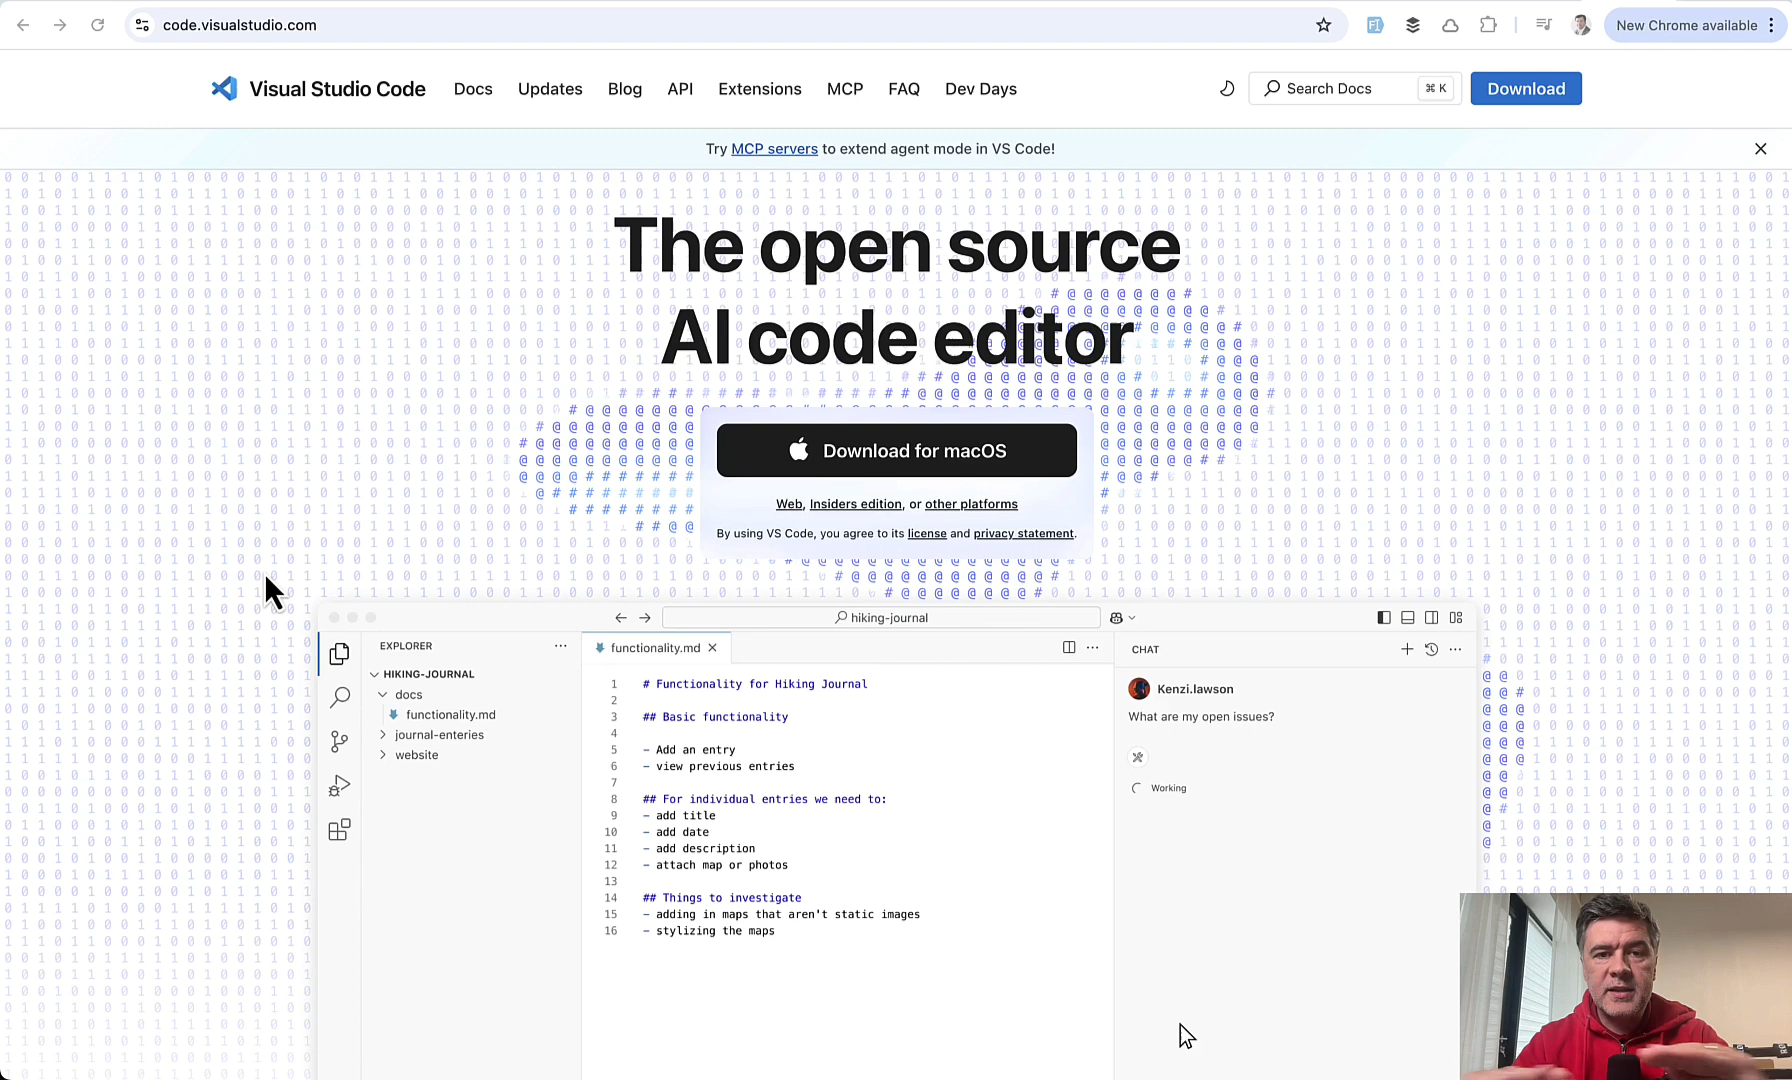 code.visualstudio.com
New Chrome available
Visual Studio Code
Docs
Updates
Blog
API
Extensions
MCP
FAQ
Dev Days
Search Docs
⌘ K
Download
Try MCP servers to extend agent mode in VS Code!
The open source
AI code editor
Download for macOS
Web, Insiders edition, or other platforms
By using VS Code, you agree to its license and privacy statement.
hiking-journal
EXPLORER
HIKING-JOURNAL
docs
functionality.md
journal-enteries
website
functionality.md
1 # Functionality for Hiking Journal
2
3 ## Basic functionality
4
5 - Add an entry
6 - view previous entries
7
8 ## For individual entries we need to:
9 - add title
10 - add date
11 - add description
12 - attach map or photos
13
14 ## Things to investigate
15 - adding in maps that aren't static images
16 - stylizing the maps
CHAT
Kenzi.lawson
What are my open issues?
Working